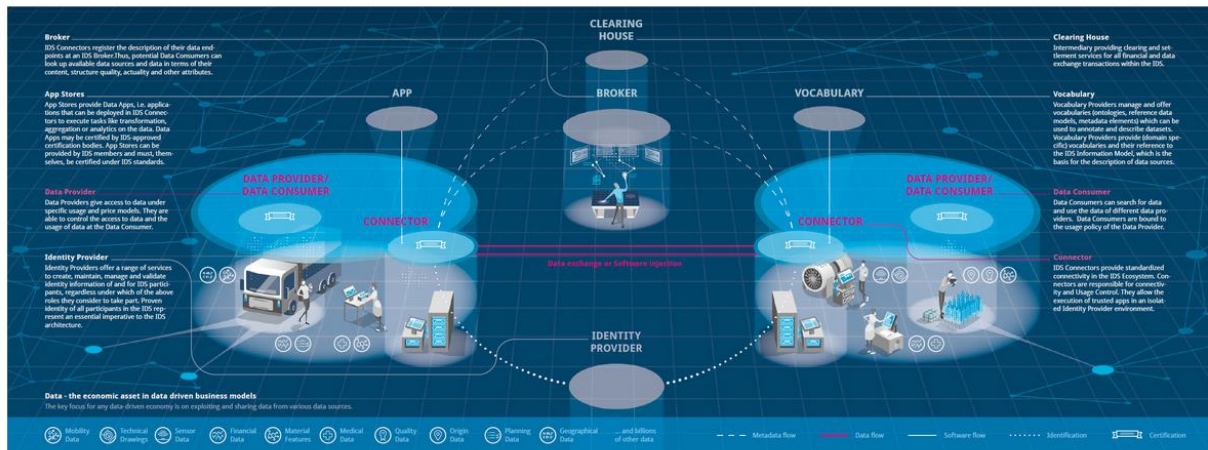 CLEARING
HOUSE
Broker
IDS Connectors register the description of their data end-
points at an IDS Broker.Thus, potential Data Consumers can
look up available data sources and data in terms of their
content, structure quality, actuality and other attributes.
App Stores
App Stores provide Data Apps, i.e. applica-
tions that can be deployed in IDS Connec-
tors to execute tasks like transformation,
aggregation or analytics on the data. Data
Apps may be certified by IDS-approved
certification bodies. App Stores can be
provided by IDS members and must, them-
selves, be certified under IDS standards.
Data Provider
Data Providers give access to data under
specific usage and price models. They are
able to control the access to data and the
usage of data at the Data Consumer.
Identity Provider
Identity Providers offer a range of services
to create, maintain, manage and validate
identity information of and for IDS partici-
pants, regardless under which of the above
roles they consider to take part. Proven
identity of all participants in the IDS rep-
resent an essential imperative to the IDS
architecture.
APP
BROKER
VOCABULARY
DATA PROVIDER/
DATA CONSUMER
CONNECTOR
Data exchange or Software injection
CONNECTOR
DATA PROVIDER/
DATA CONSUMER
IDENTITY
PROVIDER
Clearing House
Intermediary providing clearing and set-
tlement services for all financial and data
exchange transactions within the IDS.
Vocabulary
Vocabulary Providers manage and offer
vocabularies (ontologies, reference data
models, metadata elements) which can be
used to annotate and describe datasets.
Vocabulary Providers provide (domain spe-
cific) vocabularies and their reference to
the IDS Information Model, which is the
basis for the description of data sources.
Data Consumer
Data Consumers can search for data
and use the data of different data pro-
viders. Data Consumers are bound to
the usage policy of the Data Provider.
Connector
IDS Connectors provide standardized
connectivity in the IDS Ecosystem. Con-
nectors are responsible for connectiv-
ity and Usage Control. They allow the
execution of trusted apps in an isolat-
ed Identity Provider environment.
Data - the economic asset in data driven business models
The key focus for any data-driven economy is on exploiting and sharing data from various data sources.
Mobility
Data
Technical
Drawings
Sensor
Data
Financial
Data
Material
Features
Medical
Data
Quality
Data
Origin
Data
Planning
Data
Geographical
Data
... and billions
of other data
Metadata flow
Data flow
Software flow
Identification
Certification